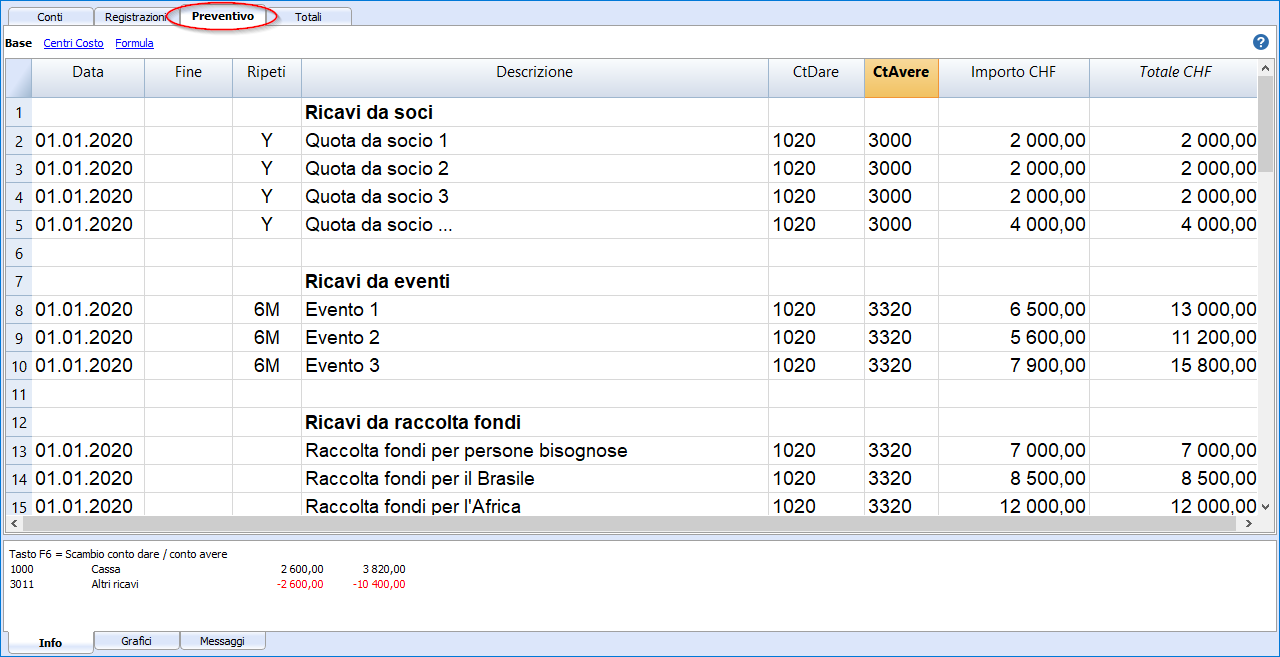 Conti Registrazioni Preventivo Totali
Base Centri Costo Formula ?
Data Fine Ripeti Descrizione CtDare CtAvere Importo CHF Totale CHF
1 Ricavi da soci
2 01.01.2020 Y Quota da socio 1 1020 3000 2 000,00 2 000,00
3 01.01.2020 Y Quota da socio 2 1020 3000 2 000,00 2 000,00
4 01.01.2020 Y Quota da socio 3 1020 3000 2 000,00 2 000,00
5 01.01.2020 Y Quota da socio ... 1020 3000 4 000,00 4 000,00
6
7 Ricavi da eventi
8 01.01.2020 6M Evento 1 1020 3320 6 500,00 13 000,00
9 01.01.2020 6M Evento 2 1020 3320 5 600,00 11 200,00
10 01.01.2020 6M Evento 3 1020 3320 7 900,00 15 800,00
11
12 Ricavi da raccolta fondi
13 01.01.2020 Raccolta fondi per persone bisognose 1020 3320 7 000,00 7 000,00
14 01.01.2020 Raccolta fondi per il Brasile 1020 3320 8 500,00 8 500,00
15 01.01.2020 Raccolta fondi per l'Africa 1020 3320 12 000,00 12 000,00
Tasto F6 = Scambio conto dare / conto avere
1000 Cassa 2 600,00 3 820,00
3011 Altri ricavi -2 600,00 -10 400,00
Info Grafici Messaggi